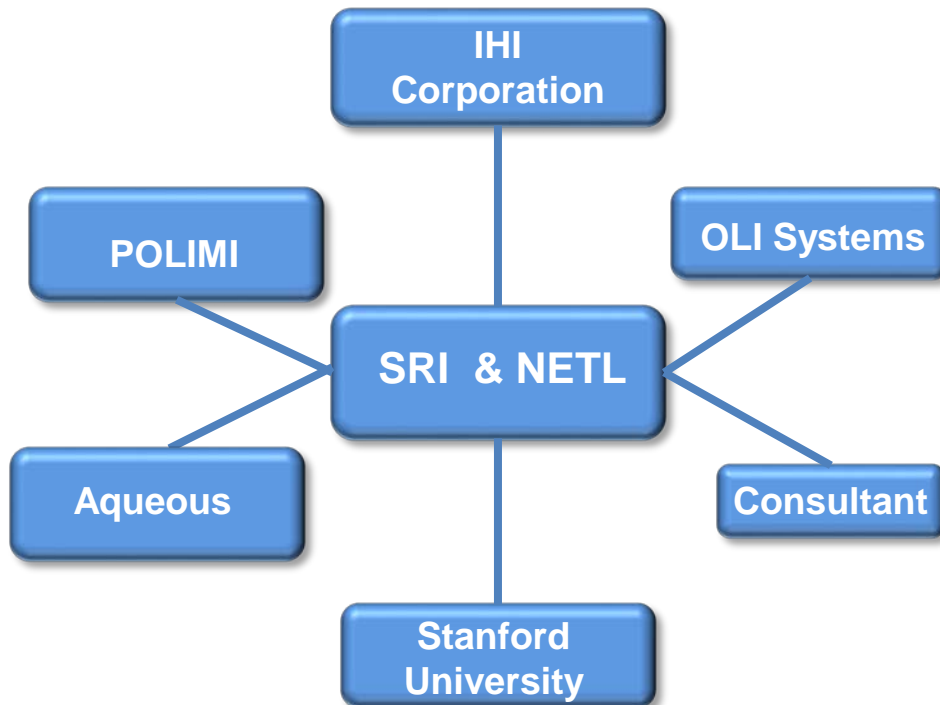 IHI
Corporation
POLIMI
OLI Systems
SRI & NETL
Aqueous
Consultant
Stanford
University